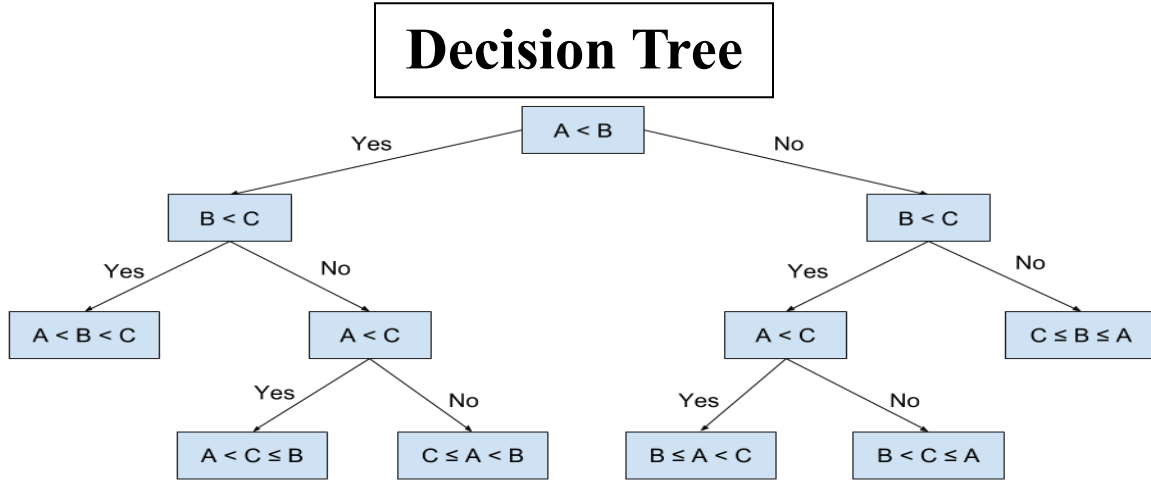 Decision Tree
A < B
Yes
No
B < C
B < C
Yes
No
Yes
No
A < B < C
A < C
A < C
C ≤ B ≤ A
Yes
No
Yes
No
A < C ≤ B
C ≤ A < B
B ≤ A < C
B < C ≤ A